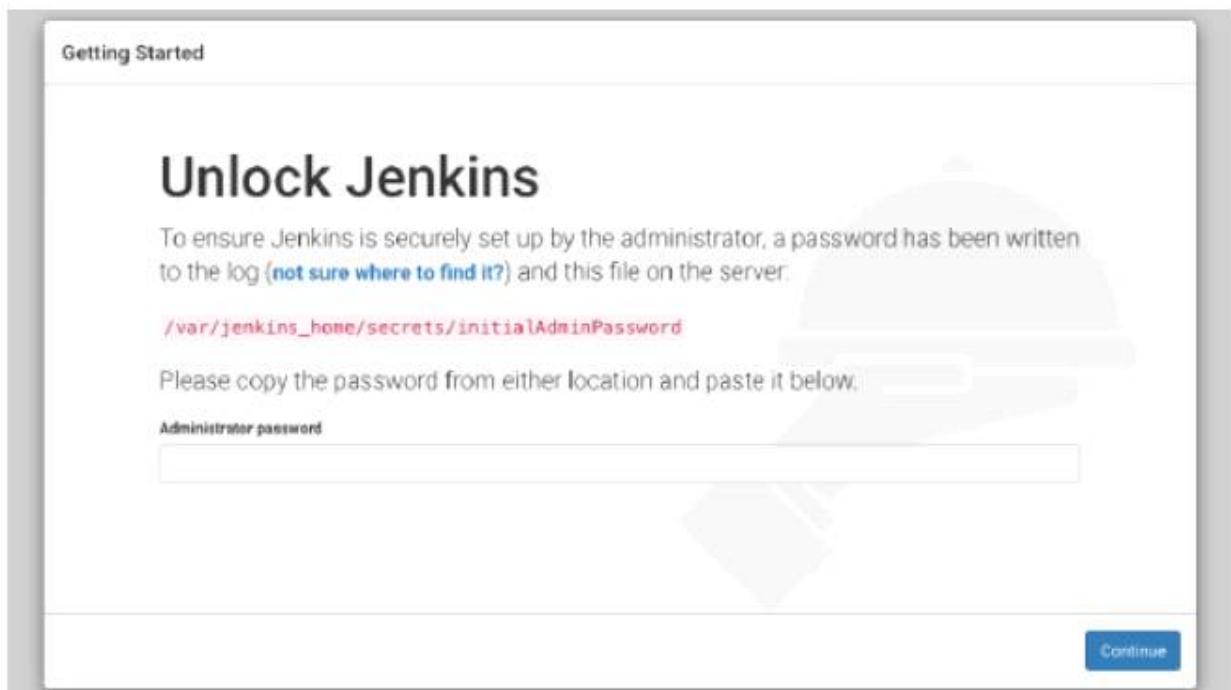 Getting Started
Unlock Jenkins
To ensure Jenkins is securely set up by the administrator, a password has been written
to the log (not sure where to find it?) and this file on the server:
/var/jenkins_home/secrets/initialAdminPassword
Please copy the password from either location and paste it below.
Administrator password
Continue